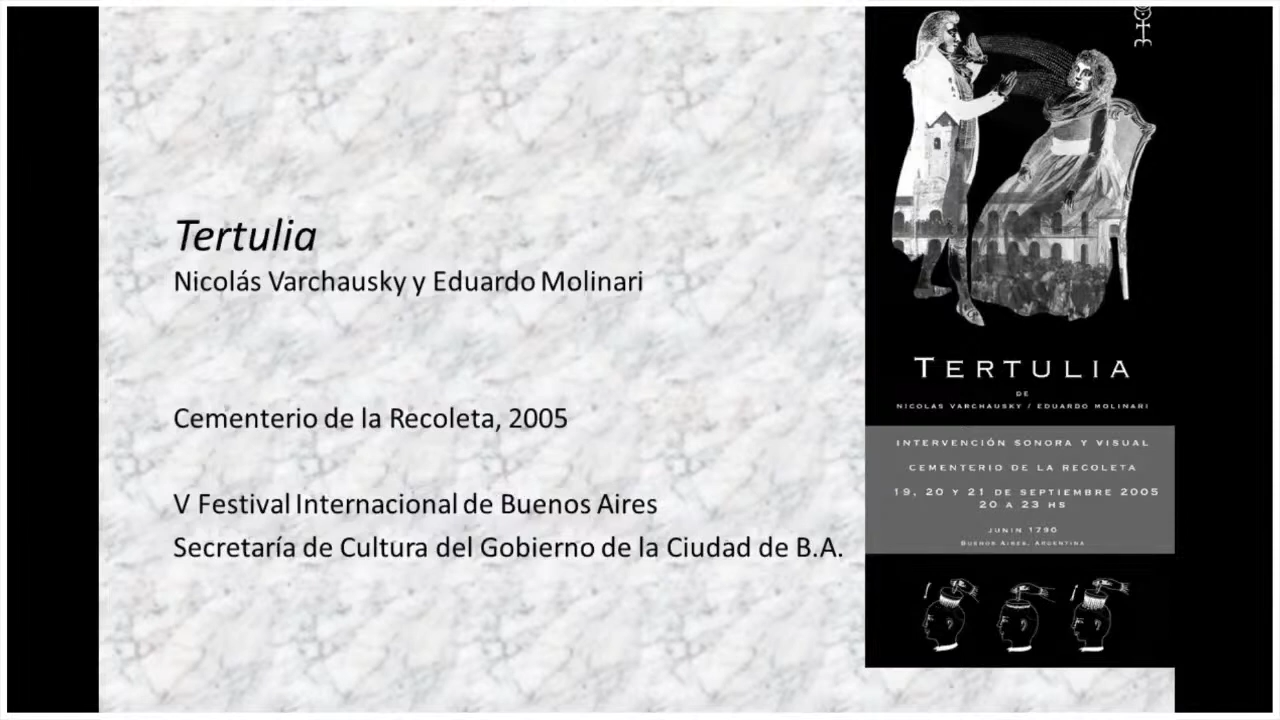 Tertulia
Nicolás Varchausky y Eduardo Molinari
Cementerio de la Recoleta, 2005
V Festival Internacional de Buenos Aires
Secretaría de Cultura del Gobierno de la Ciudad de B.A.
TERTULIA
DE
NICOLAS VARCHAUSKY / EDUARDO MOLINARI
INTERVENCIÓN SONORA Y VISUAL
CEMENTERIO DE LA RECOLETA
19, 20 Y 21 DE SEPTIEMBRE 2005
20 A 23 HS
JUNIN 1790
BUENOS AIRES, ARGENTINA